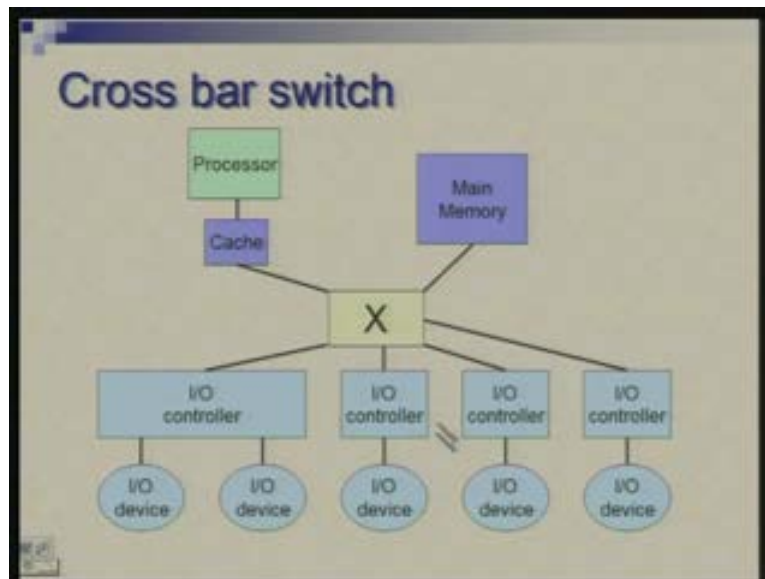 Cross bar switch
Processor
Main
Memory
Cache
X
I/O
controller
I/O
controller
I/O
controller
I/O
controller
I/O
device
I/O
device
I/O
device
I/O
device
I/O
device